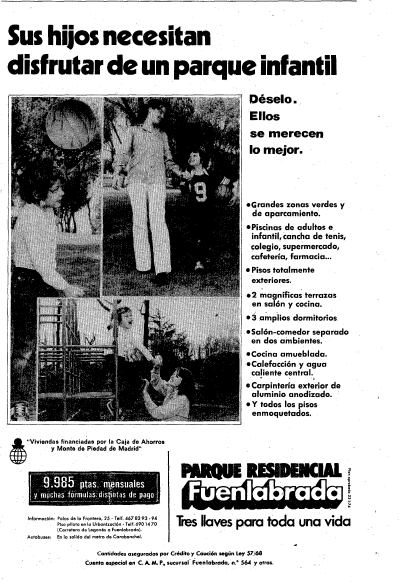 Sus hijos necesitan
disfrutar de un parque infantil
Déselo.
Ellos
se merecen
lo mejor.
9
•Grandes zonas verdes y
de aparcamiento.
•Piscinas de adultos e
infantil, cancha de tenis,
colegio, supermercado,
cafetería, farmacia...
•Pisos totalmente
exteriores.
•2 magníficas terrazas
en salón y cocina.
•3 amplios dormitorios
•Salón-comedor separado
en dos ambientes.
•Cocina amueblada.
•Calefacción y agua
caliente central.
•Carpintería exterior de
aluminio anodizado.
•Y todos los pisos
enmoquetados.
"Viviendas financiadas por la Caja de Ahorros
y Monte de Piedad de Madrid"
9.985 ptas. mensuales
y muchas fórmulas distintas de pago
PARQUE RESIDENCIAL
Fuenlabrada
Tres llaves para toda una vida
Información: Palos de la Frontera, 25 - Telf. 467 83 93 - 94
Piso piloto en la Urbanización - Telf. 690 14 70
(Carretera de Leganés a Fuenlabrada).
Autobuses: En la salida del metro de Carabanchel.
Cantidades aseguradas por Crédito y Caución según Ley 57/68
Cuenta especial en C. A. M. P., sucursal Fuenlabrada, n.º 564 y otras.